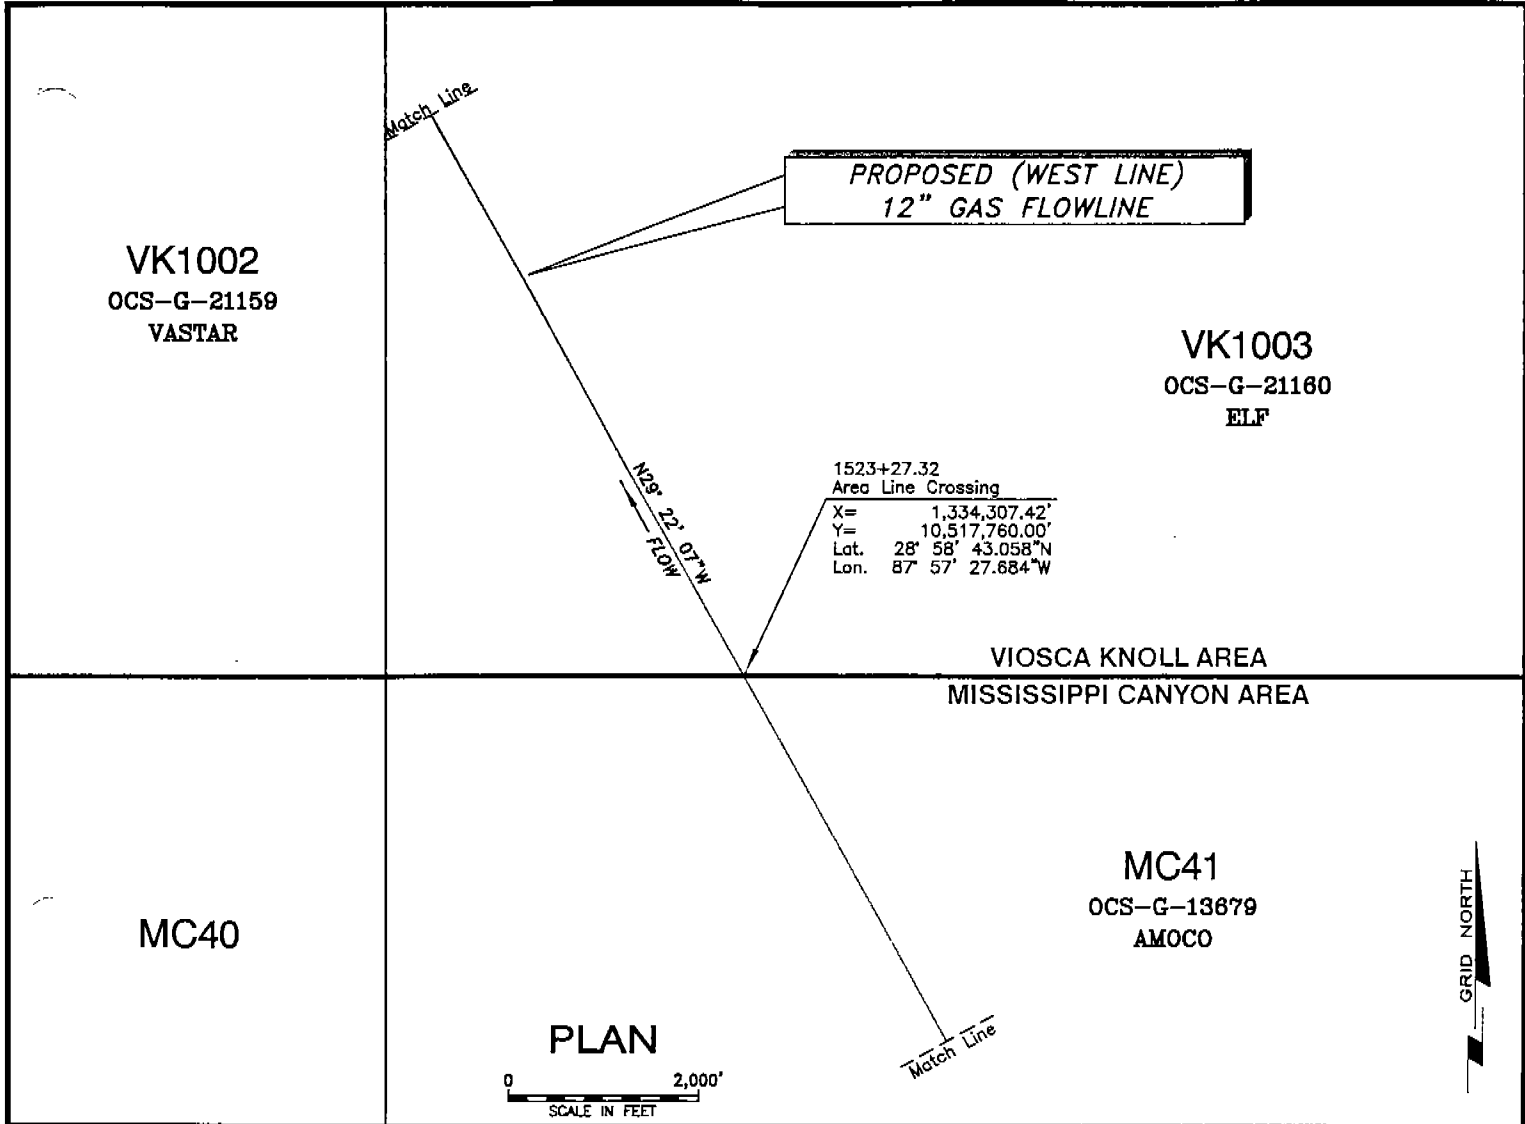 Match Line
PROPOSED (WEST LINE)
12" GAS FLOWLINE
VK1002
OCS-G-21159
VASTAR
VK1003
OCS-G-21160
ELF
1523+27.32
Area Line Crossing
X= 1,334,307.42'
Y= 10,517,760.00'
Lat. 28° 58' 43.058"N
Lon. 87° 57' 27.684"W
N29° 22' 07"W
FLOW
VIOSCA KNOLL AREA
MISSISSIPPI CANYON AREA
MC40
MC41
OCS-G-13679
AMOCO
GRID NORTH
Match Line
PLAN
0 2,000'
SCALE IN FEET